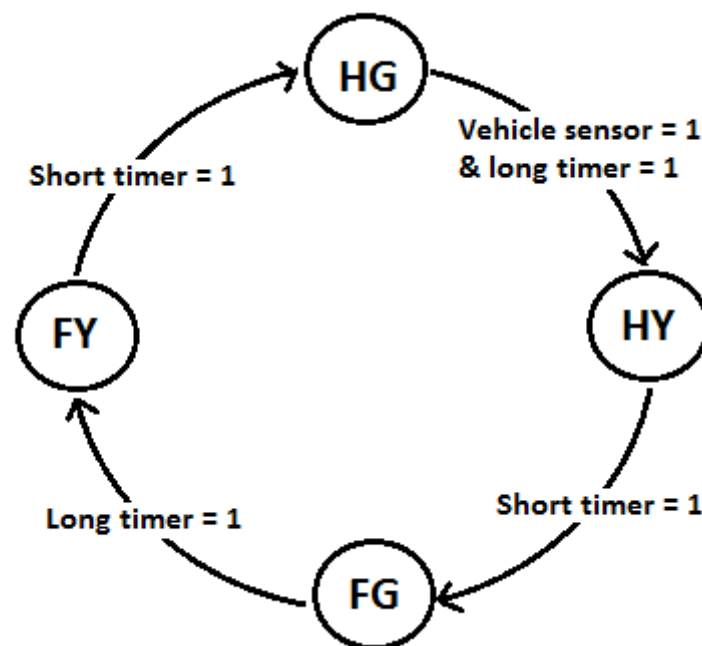 HG
Vehicle sensor = 1
& long timer = 1
Short timer = 1
FY
HY
Short timer = 1
Long timer = 1
FG